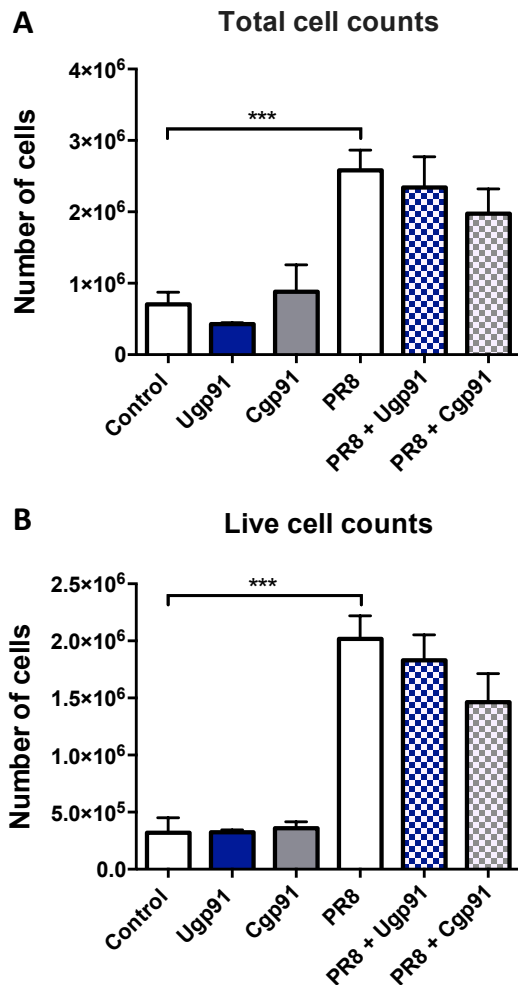 A
Total cell counts
4×10⁶
3×10⁶
2×10⁶
1×10⁶
0
Number of cells
***
Control
Ugp91
Cgp91
PR8
PR8 + Ugp91
PR8 + Cgp91
B
Live cell counts
2.5×10⁶
2.0×10⁶
1.5×10⁶
1.0×10⁶
5.0×10⁵
0.0
Number of cells
***
Control
Ugp91
Cgp91
PR8
PR8 + Ugp91
PR8 + Cgp91